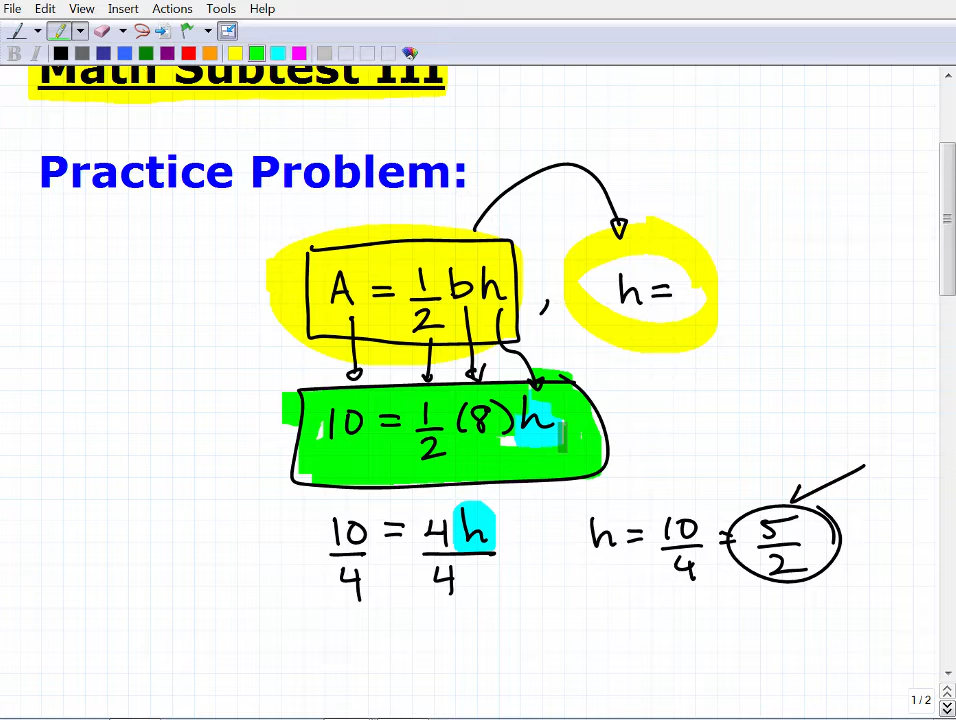 File Edit View Insert Actions Tools Help
B I
Math Subtest III
Practice Problem:
A = 1/2 bh , h =
10 = 1/2 (8) h
10/4 = 4h/4 h = 10/4 = 5/2
1 / 2